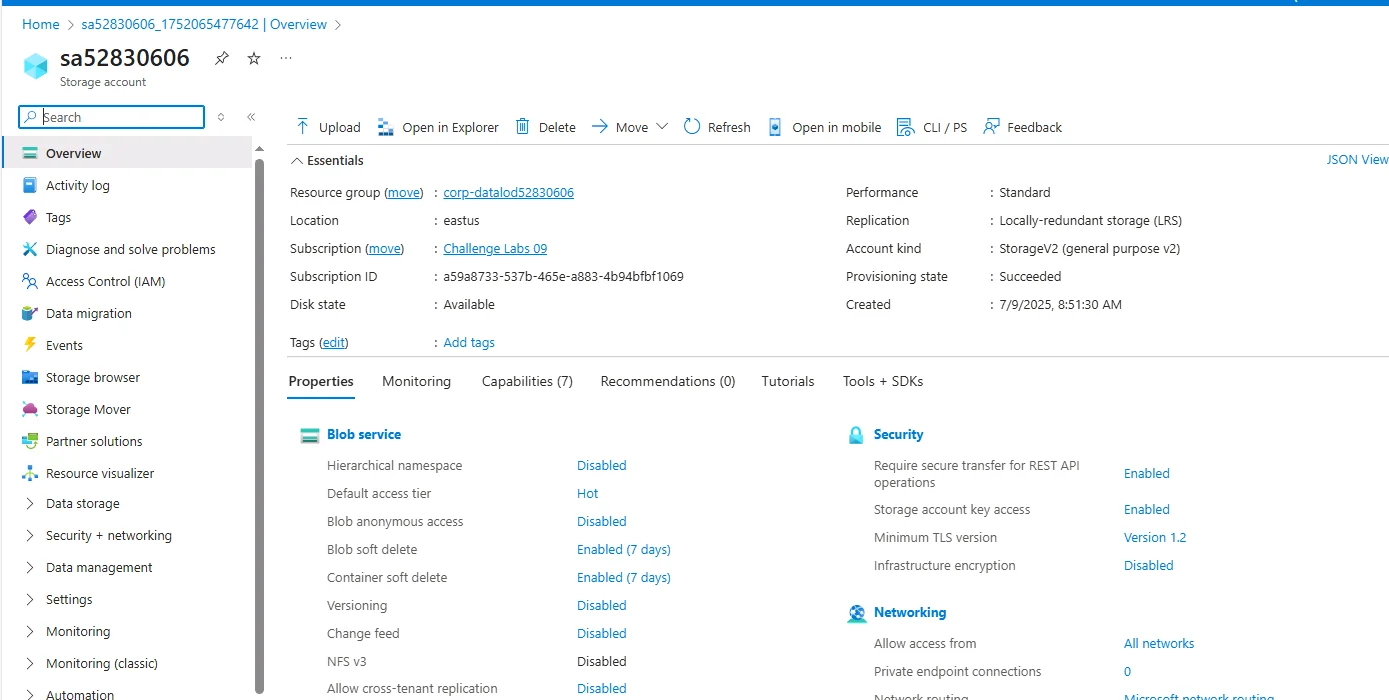 Home > sa52830606_1752065477642 | Overview >
sa52830606
Storage account
Search
Overview
Activity log
Tags
Diagnose and solve problems
Access Control (IAM)
Data migration
Events
Storage browser
Storage Mover
Partner solutions
Resource visualizer
Data storage
Security + networking
Data management
Settings
Monitoring
Monitoring (classic)
Automation
Upload Open in Explorer Delete Move Refresh Open in mobile CLI / PS Feedback
Essentials
JSON View
Resource group (move) : corp-datalod52830606
Location : eastus
Subscription (move) : Challenge Labs 09
Subscription ID : a59a8733-537b-465e-a883-4b94bfbf1069
Disk state : Available
Performance : Standard
Replication : Locally-redundant storage (LRS)
Account kind : StorageV2 (general purpose v2)
Provisioning state : Succeeded
Created : 7/9/2025, 8:51:30 AM
Tags (edit) : Add tags
Properties Monitoring Capabilities (7) Recommendations (0) Tutorials Tools + SDKs
Blob service
Hierarchical namespace Disabled
Default access tier Hot
Blob anonymous access Disabled
Blob soft delete Enabled (7 days)
Container soft delete Enabled (7 days)
Versioning Disabled
Change feed Disabled
NFS v3 Disabled
Allow cross-tenant replication Disabled
Security
Require secure transfer for REST API
operations Enabled
Storage account key access Enabled
Minimum TLS version Version 1.2
Infrastructure encryption Disabled
Networking
Allow access from All networks
Private endpoint connections 0
Network routing Microsoft network routing